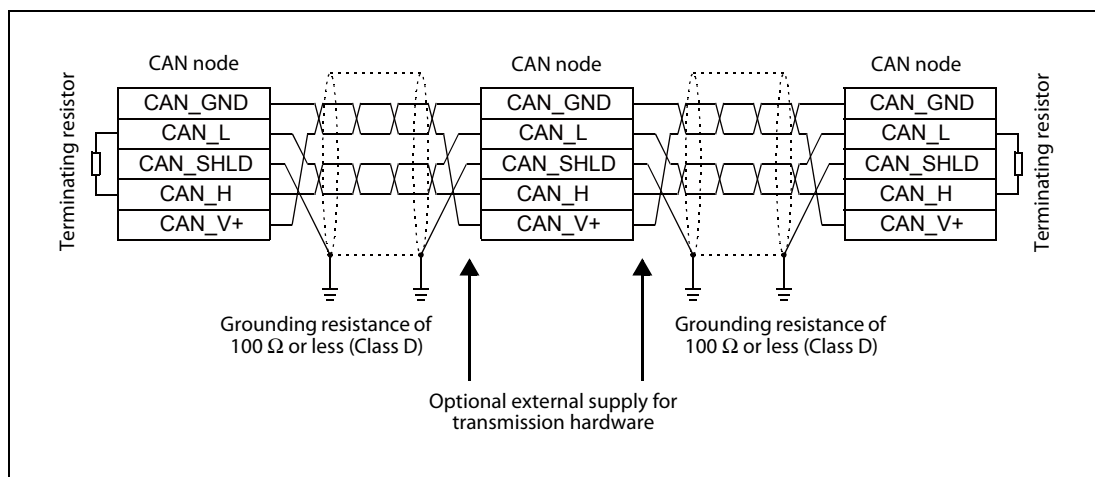 CAN node
CAN node
CAN node
Terminating resistor
CAN_GND
CAN_L
CAN_SHLD
CAN_H
CAN_V+
CAN_GND
CAN_L
CAN_SHLD
CAN_H
CAN_V+
CAN_GND
CAN_L
CAN_SHLD
CAN_H
CAN_V+
Terminating resistor
Grounding resistance of
100 Ω or less (Class D)
Grounding resistance of
100 Ω or less (Class D)
Optional external supply for
transmission hardware